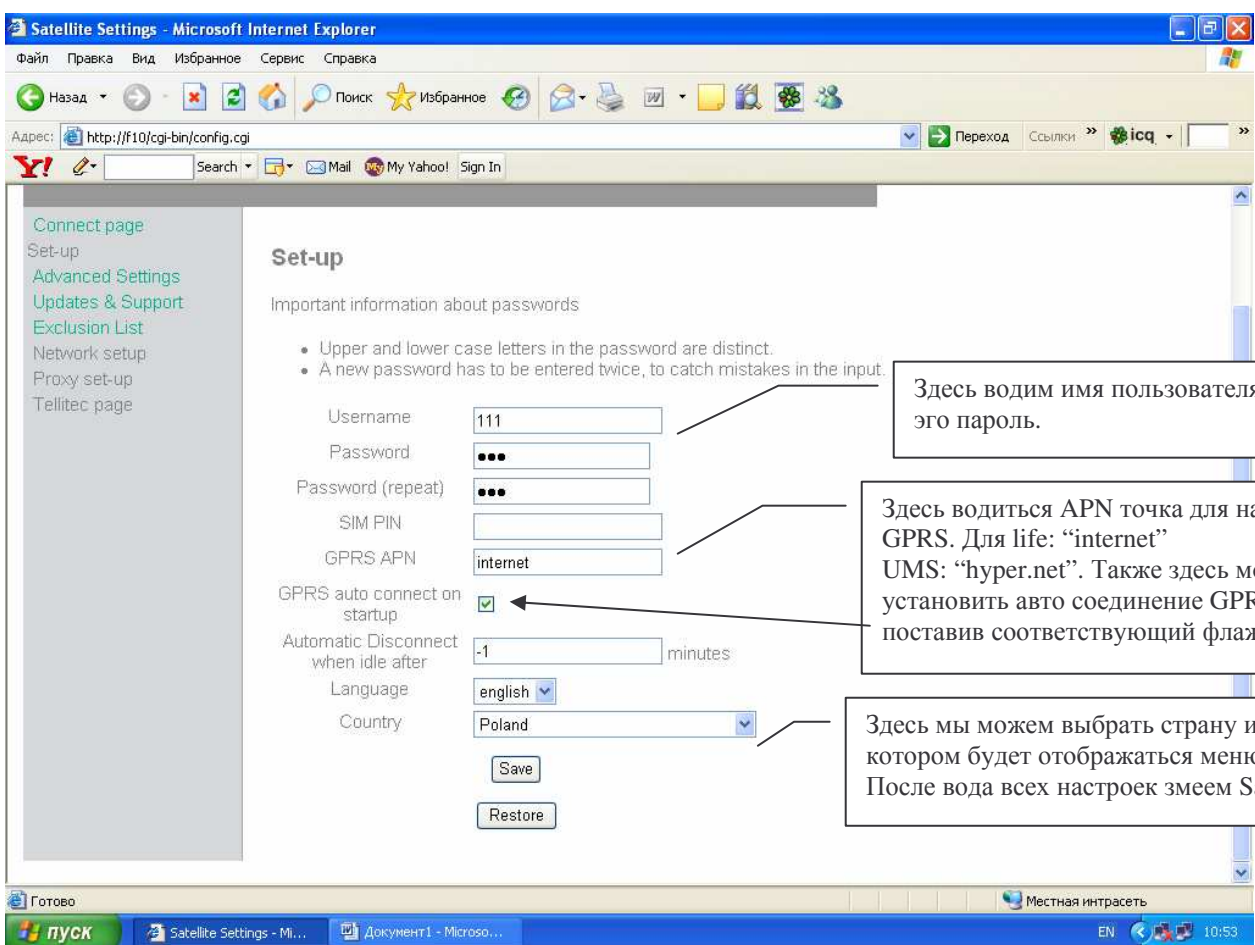 Satellite Settings - Microsoft Internet Explorer
Файл Правка Вид Избранное Сервис Справка
Назад Поиск Избранное
Адрес: http://f10/cgi-bin/config.cgi Переход Ссылки » icq »
Y! Search Mail My My Yahoo! Sign In
Connect page
Set-up
Advanced Settings
Updates & Support
Exclusion List
Network setup
Proxy set-up
Tellitec page
Set-up
Important information about passwords
• Upper and lower case letters in the password are distinct.
• A new password has to be entered twice, to catch mistakes in the input.
Username 111
Password •••
Password (repeat) •••
SIM PIN
GPRS APN internet
GPRS auto connect on
startup
Automatic Disconnect
when idle after -1 minutes
Language english
Country Poland
Save
Restore
Здесь водим имя пользователя
эго пароль.
Здесь водиться APN точка для на
GPRS. Для life: “internet”
UMS: “hyper.net”. Также здесь мо
установить авто соединение GPR
поставив соответствующий флаж
Здесь мы можем выбрать страну и
котором будет отображаться меню
После вода всех настроек змеем S
Готово Местная интрасеть
пуск Satellite Settings - Mi... Документ1 - Microso... EN 10:53